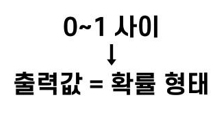 0~1 사이
↓
출력값 = 확률 형태